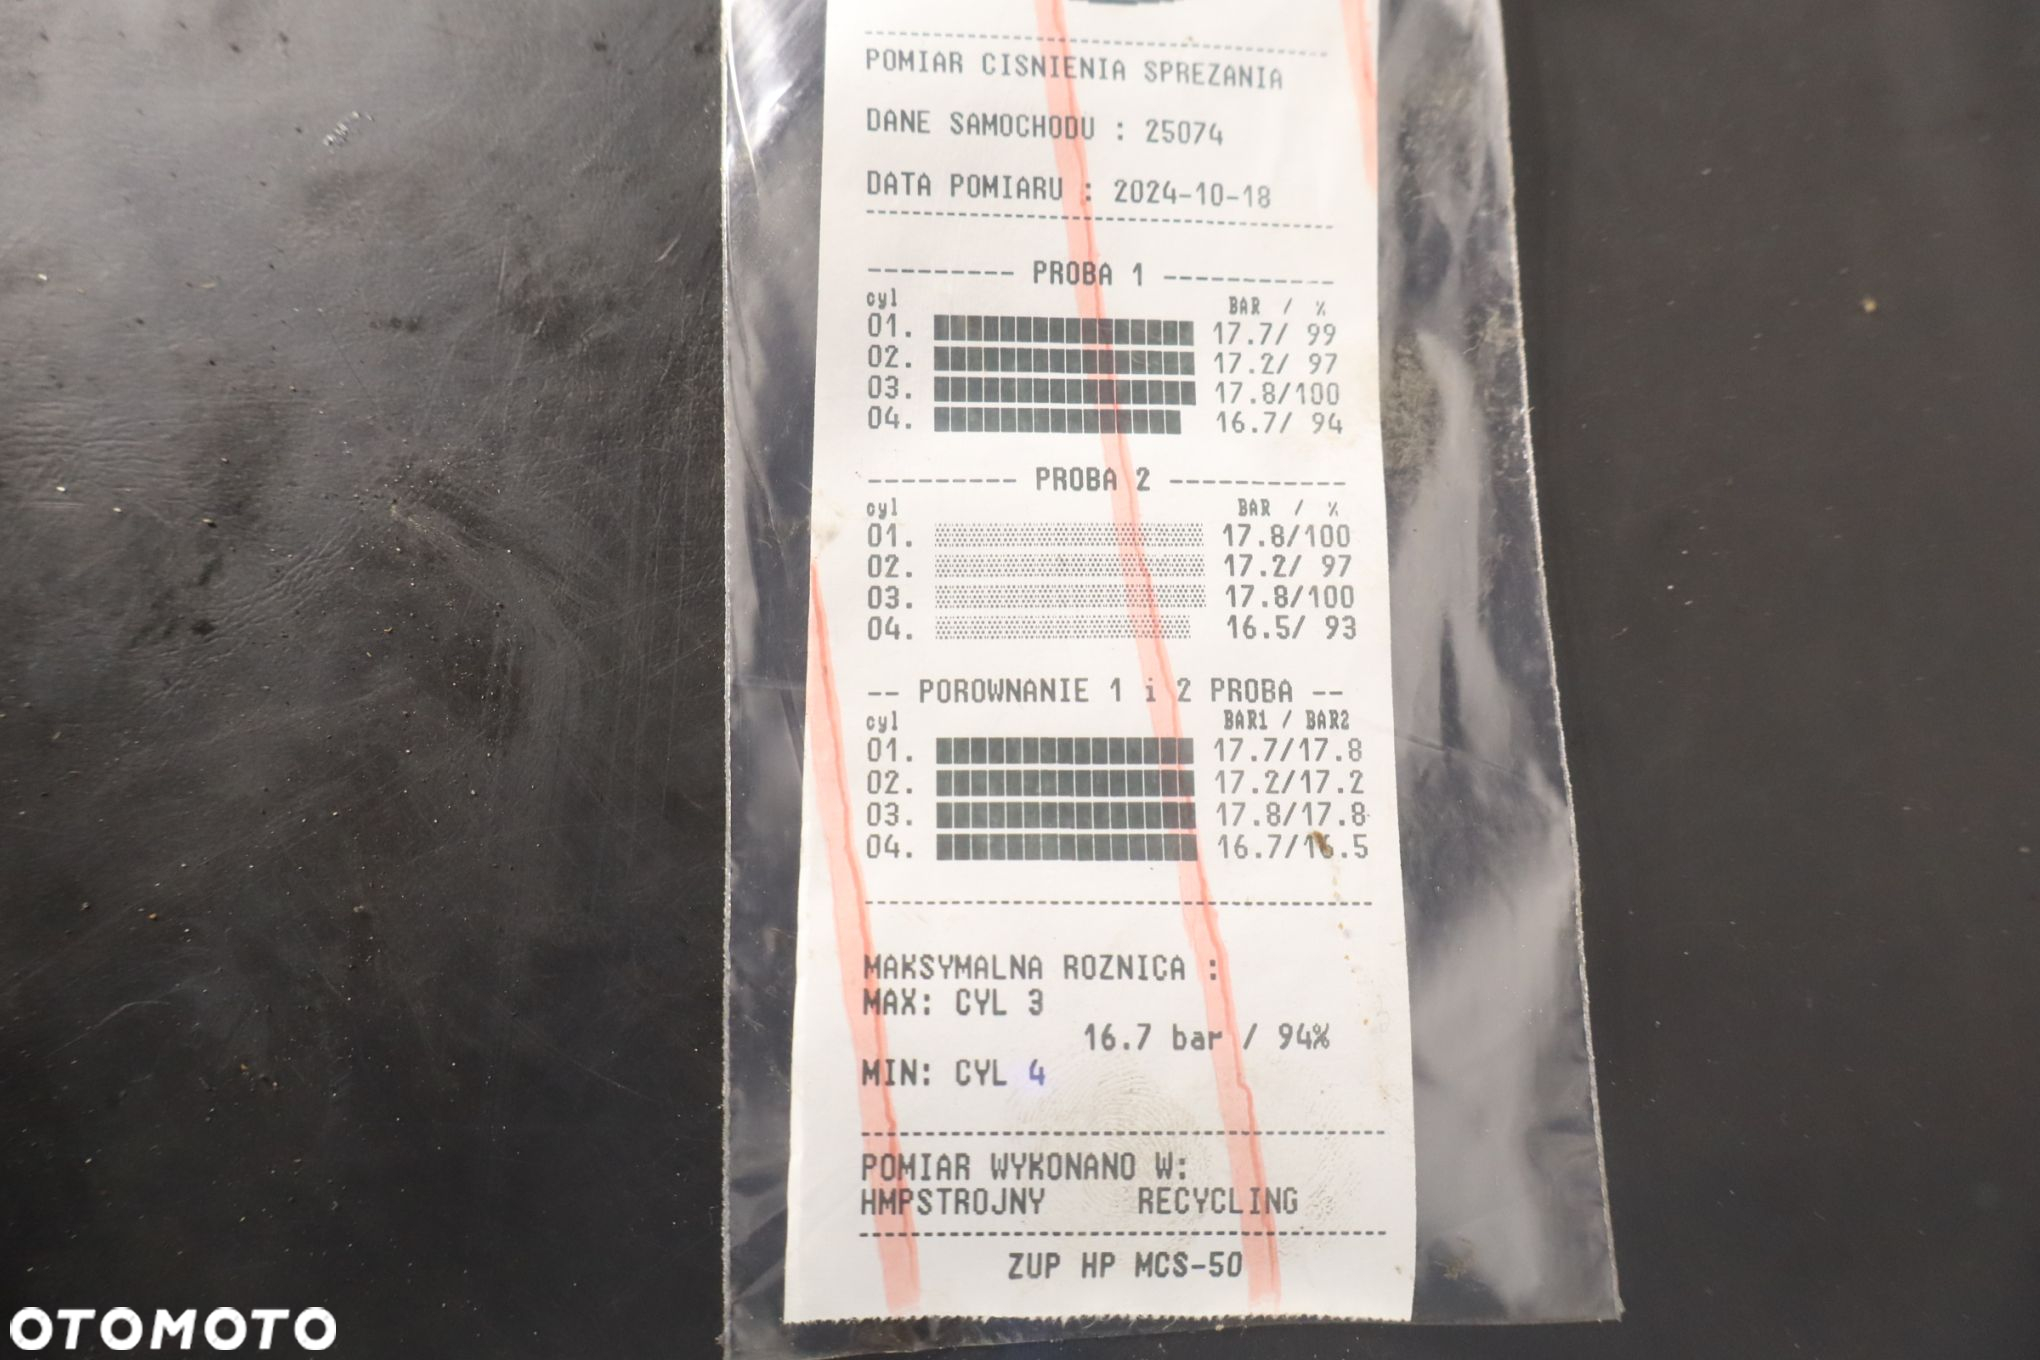 POMIAR CISNIENIA SPREZANIA
DANE SAMOCHODU : 25074
DATA POMIARU : 2024-10-18
--------- PROBA 1 ----------
cyl BAR / %
01. 17.7/ 99
02. 17.2/ 97
03. 17.8/100
04. 16.7/ 94
--------- PROBA 2 ----------
cyl BAR / %
01. 17.8/100
02. 17.2/ 97
03. 17.8/100
04. 16.5/ 93
-- POROWNANIE 1 i 2 PROBA --
cyl BAR1 / BAR2
01. 17.7/17.8
02. 17.2/17.2
03. 17.8/17.8
04. 16.7/16.5
MAKSYMALNA ROZNICA :
MAX: CYL 3
16.7 bar / 94%
MIN: CYL 4
POMIAR WYKONANO W:
HMPSTROJNY RECYCLING
ZUP HP MCS-50
OTOMOTO